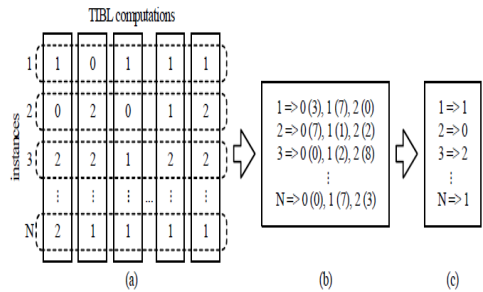 TIBL computations
instances
1 1 0 1 1 1
2 0 2 0 1 2
3 2 2 1 2 2
⋮ ⋮ ⋮ ... ⋮ ⋮
N 2 1 1 1 1
(a)
1 => 0 (3), 1 (7), 2 (0)
2 => 0 (7), 1 (1), 2 (2)
3 => 0 (0), 1 (2), 2 (8)
⋮
N => 0 (0), 1 (7), 2 (3)
(b)
1 => 1
2 => 0
3 => 2
⋮
N => 1
(c)